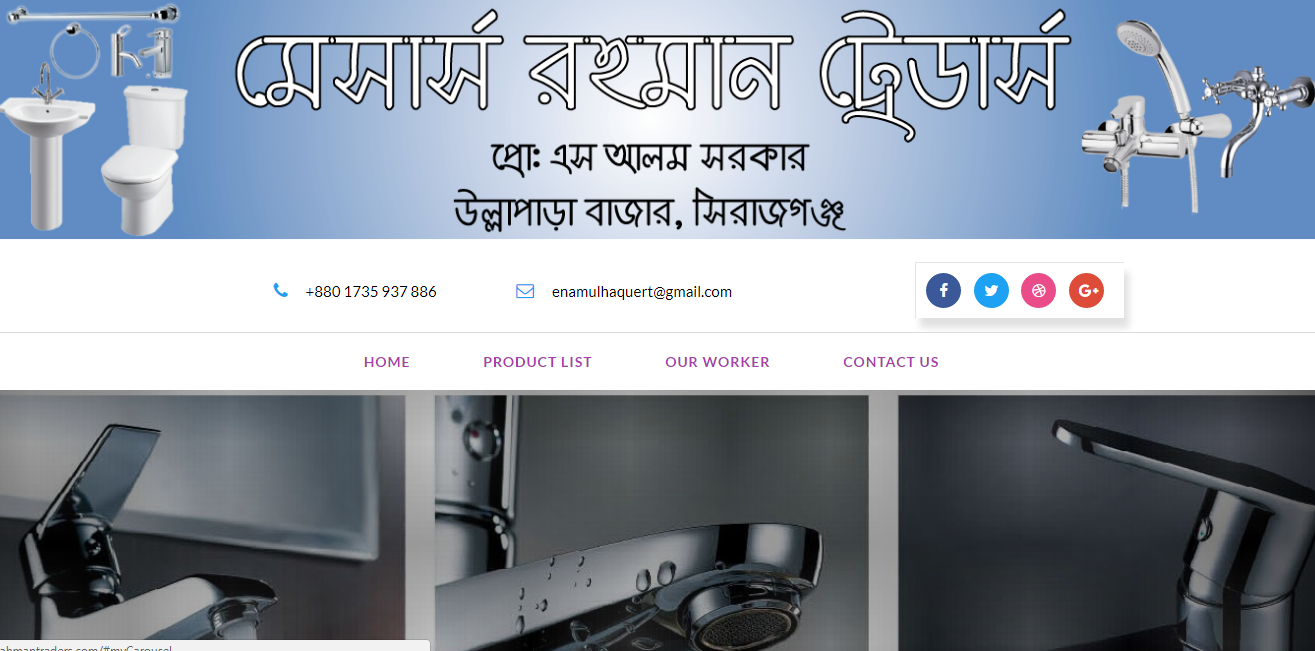 মেসার্স রহমান ট্রেডার্স
প্রো: এস আলম সরকার
উল্লাপাড়া বাজার, সিরাজগঞ্জ
+880 1735 937 886
enamulhaquert@gmail.com
HOME
PRODUCT LIST
OUR WORKER
CONTACT US
ahmantraders.com/#myCarousel